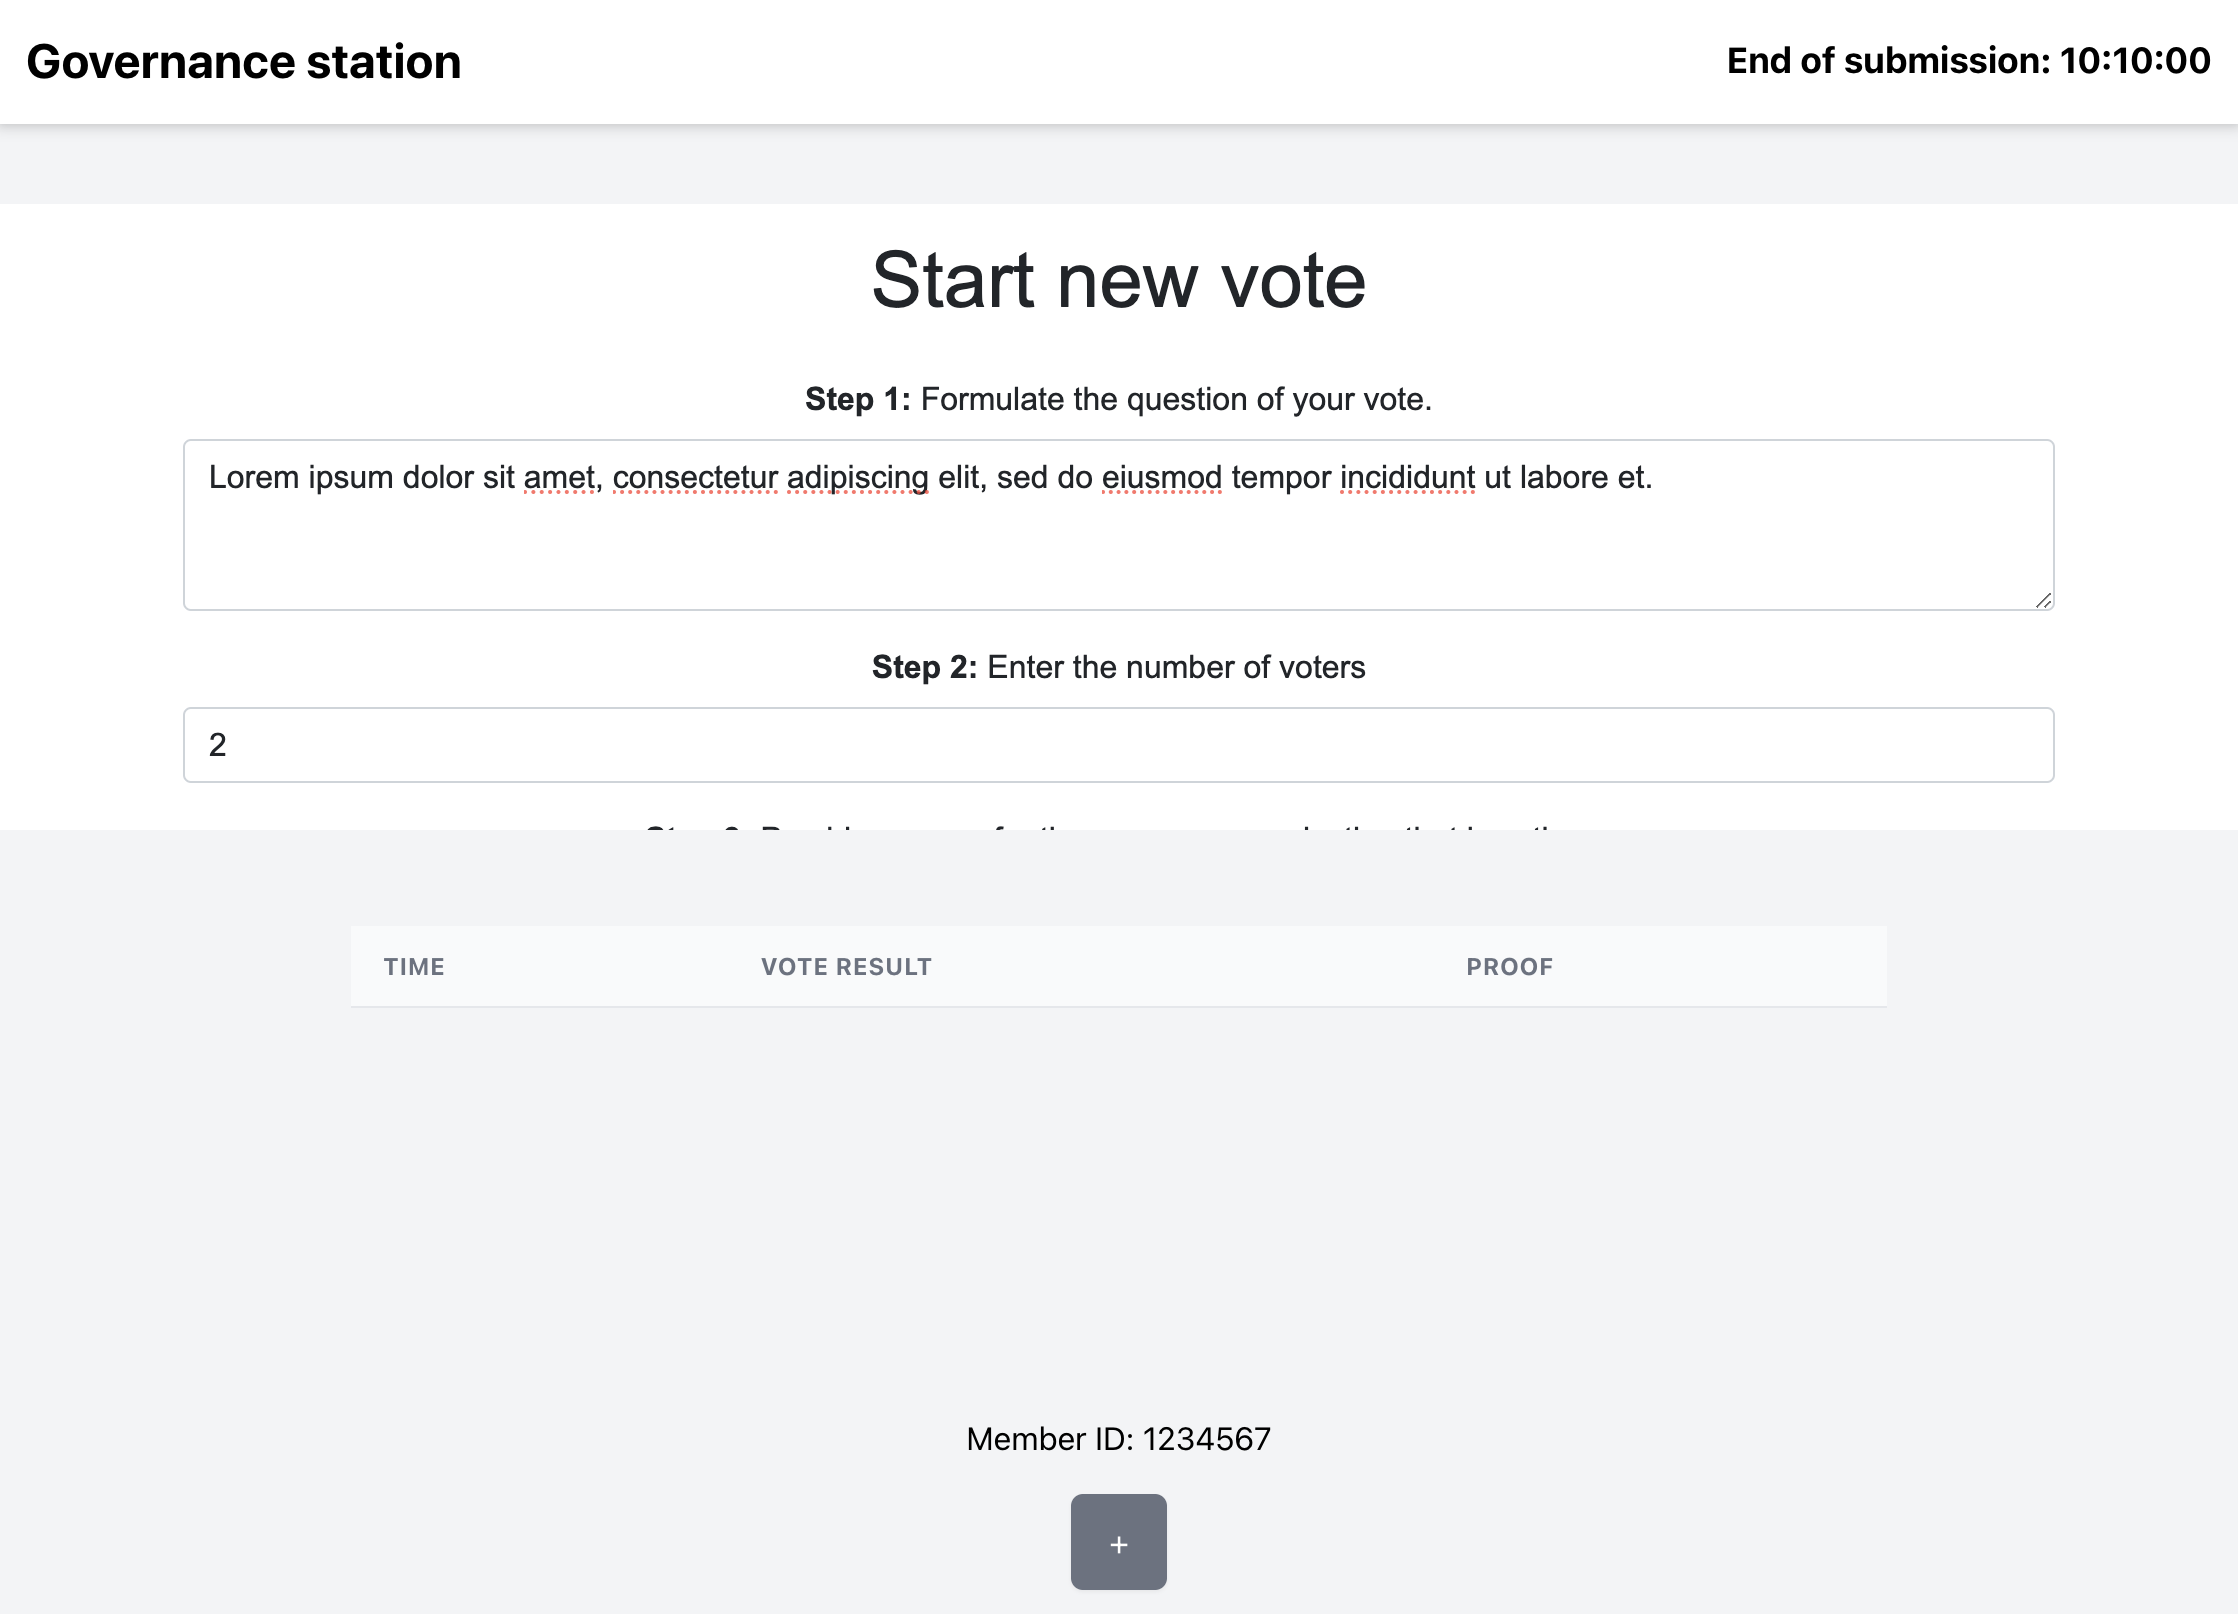 Governance station
End of submission: 10:10:00
Start new vote
Step 1: Formulate the question of your vote.
Lorem ipsum dolor sit amet, consectetur adipiscing elit, sed do eiusmod tempor incididunt ut labore et.
Step 2: Enter the number of voters
2
TIME VOTE RESULT PROOF
Member ID: 1234567
+